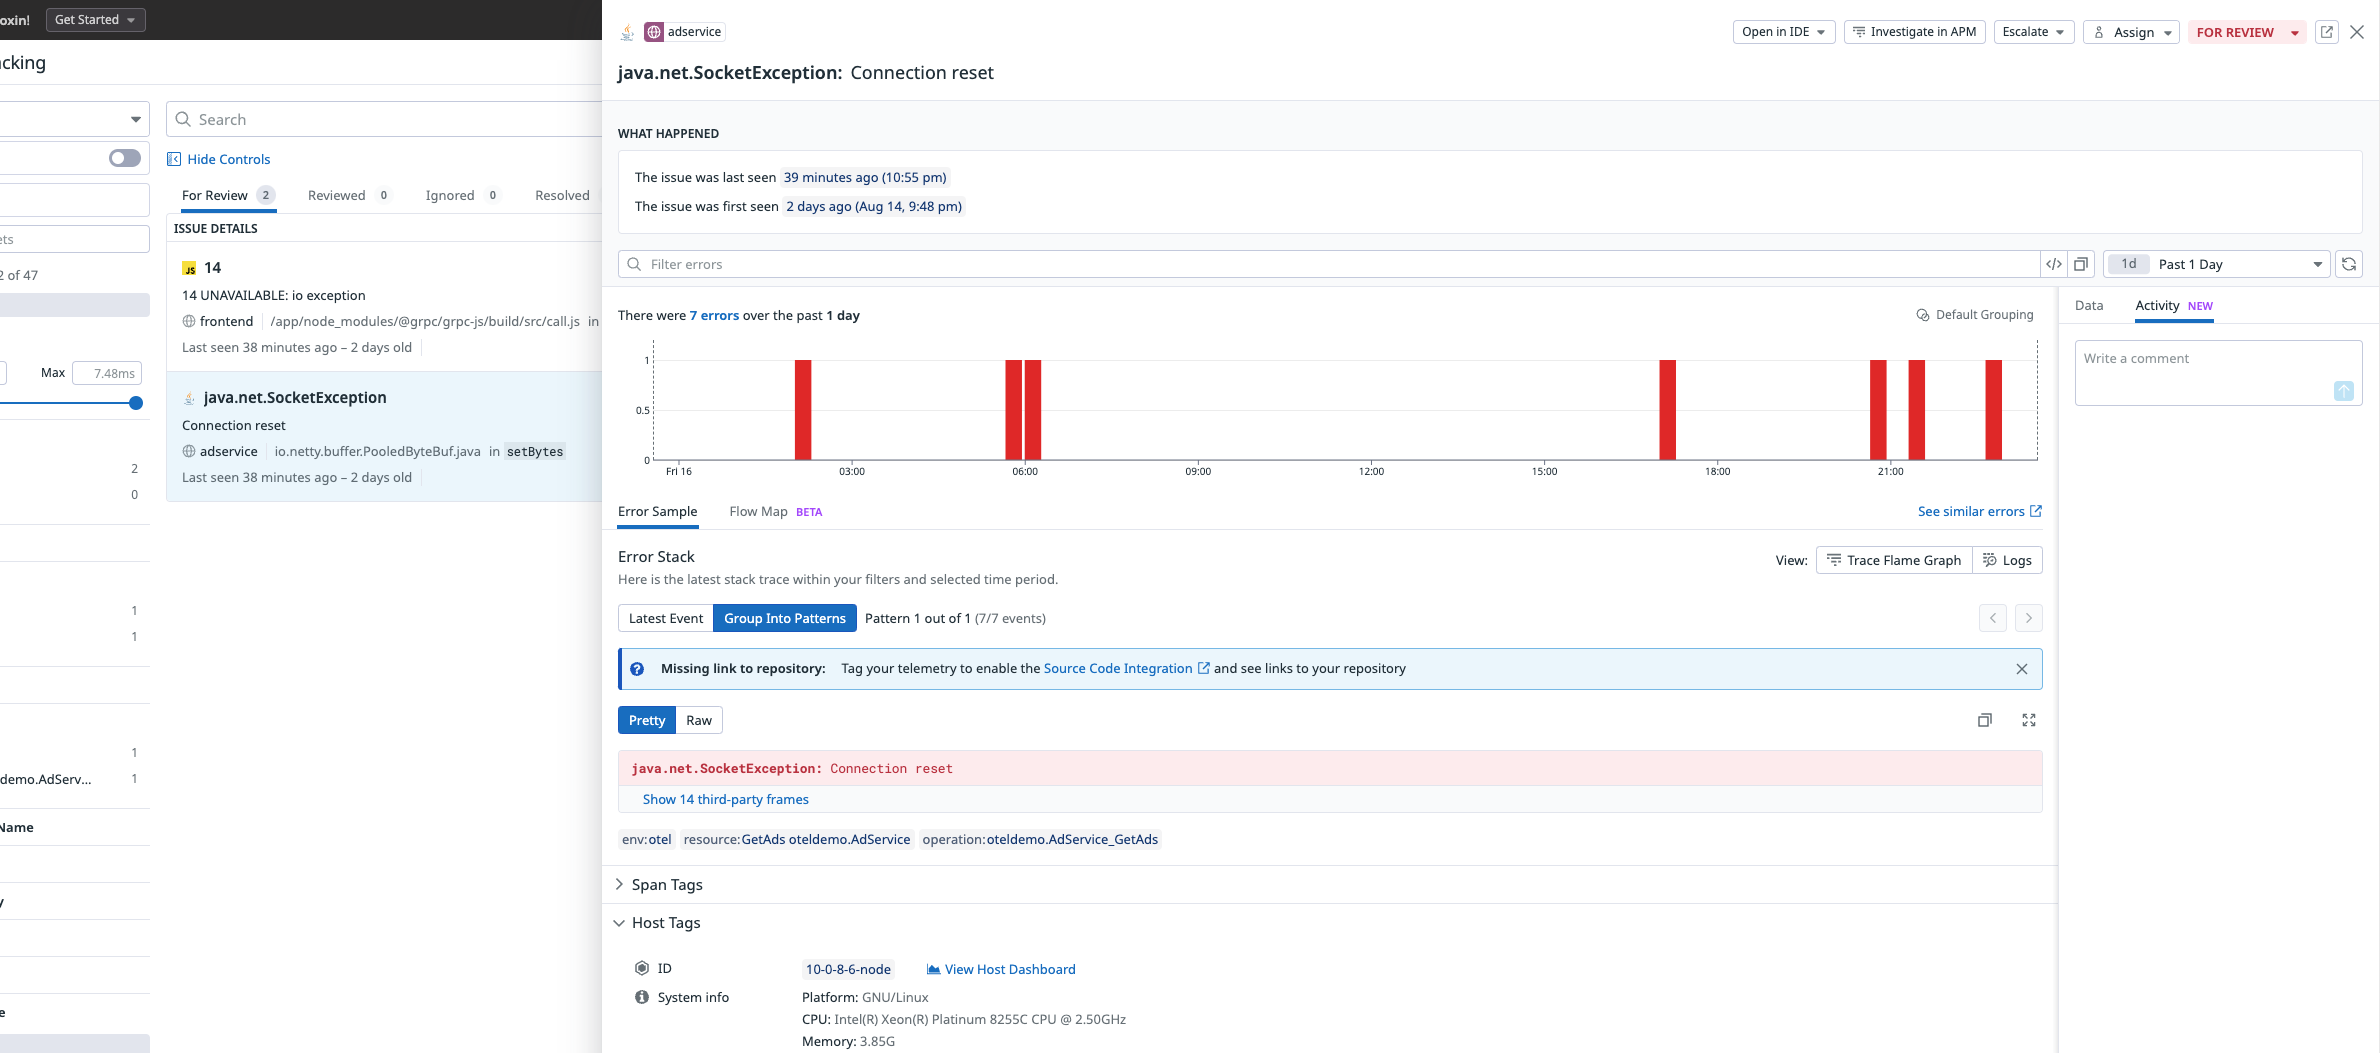 oxin!
Get Started
cking
ets
2 of 47
Max 7.48ms
2
0
1
1
1
demo.AdServ... 1
Name
y
e
Search
Hide Controls
For Review 2 Reviewed 0 Ignored 0 Resolved
ISSUE DETAILS
JS 14
14 UNAVAILABLE: io exception
frontend /app/node_modules/@grpc/grpc-js/build/src/call.js in
Last seen 38 minutes ago – 2 days old
java.net.SocketException
Connection reset
adservice io.netty.buffer.PooledByteBuf.java in setBytes
Last seen 38 minutes ago – 2 days old
adservice
Open in IDE Investigate in APM Escalate Assign FOR REVIEW
java.net.SocketException: Connection reset
WHAT HAPPENED
The issue was last seen 39 minutes ago (10:55 pm)
The issue was first seen 2 days ago (Aug 14, 9:48 pm)
Filter errors </> 1d Past 1 Day
There were 7 errors over the past 1 day
Default Grouping
1
0.5
0
Fri 16 03:00 06:00 09:00 12:00 15:00 18:00 21:00
Error Sample Flow Map BETA See similar errors
Error Stack
Here is the latest stack trace within your filters and selected time period.
View: Trace Flame Graph Logs
Latest Event Group Into Patterns Pattern 1 out of 1 (7/7 events)
Missing link to repository: Tag your telemetry to enable the Source Code Integration and see links to your repository
Pretty Raw
java.net.SocketException: Connection reset
Show 14 third-party frames
env:otel resource:GetAds oteldemo.AdService operation:oteldemo.AdService_GetAds
Span Tags
Host Tags
ID 10-0-8-6-node View Host Dashboard
System info Platform: GNU/Linux
CPU: Intel(R) Xeon(R) Platinum 8255C CPU @ 2.50GHz
Memory: 3.85G
Data Activity NEW
Write a comment